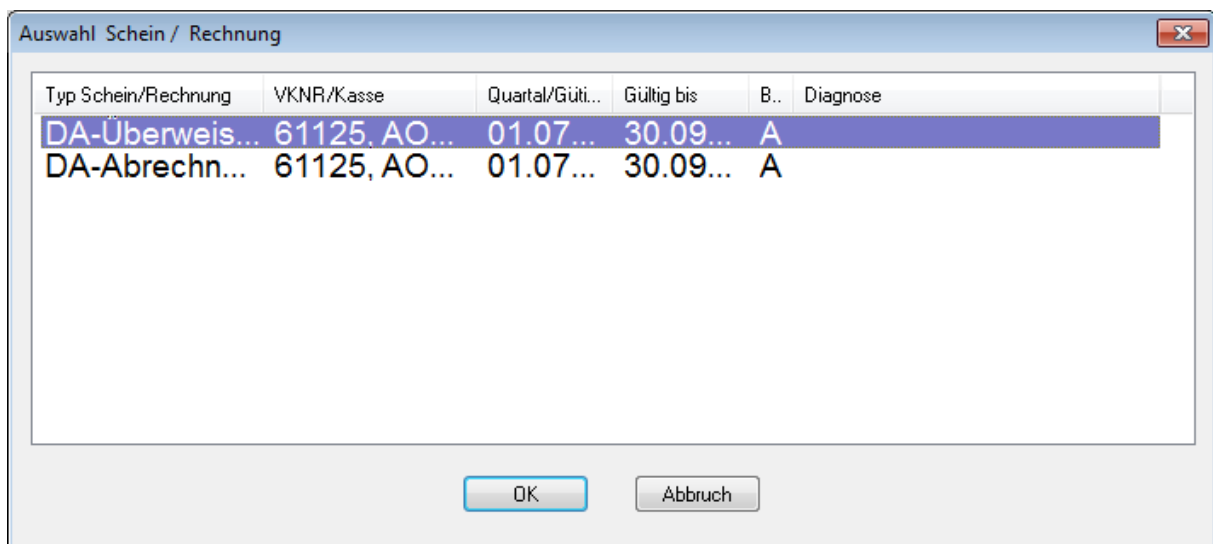 Auswahl Schein / Rechnung
Typ Schein/Rechnung VKNR/Kasse Quartal/Güti... Gültig bis B.. Diagnose
DA-Überweis... 61125, AO... 01.07... 30.09... A
DA-Abrechn... 61125, AO... 01.07... 30.09... A
OK Abbruch